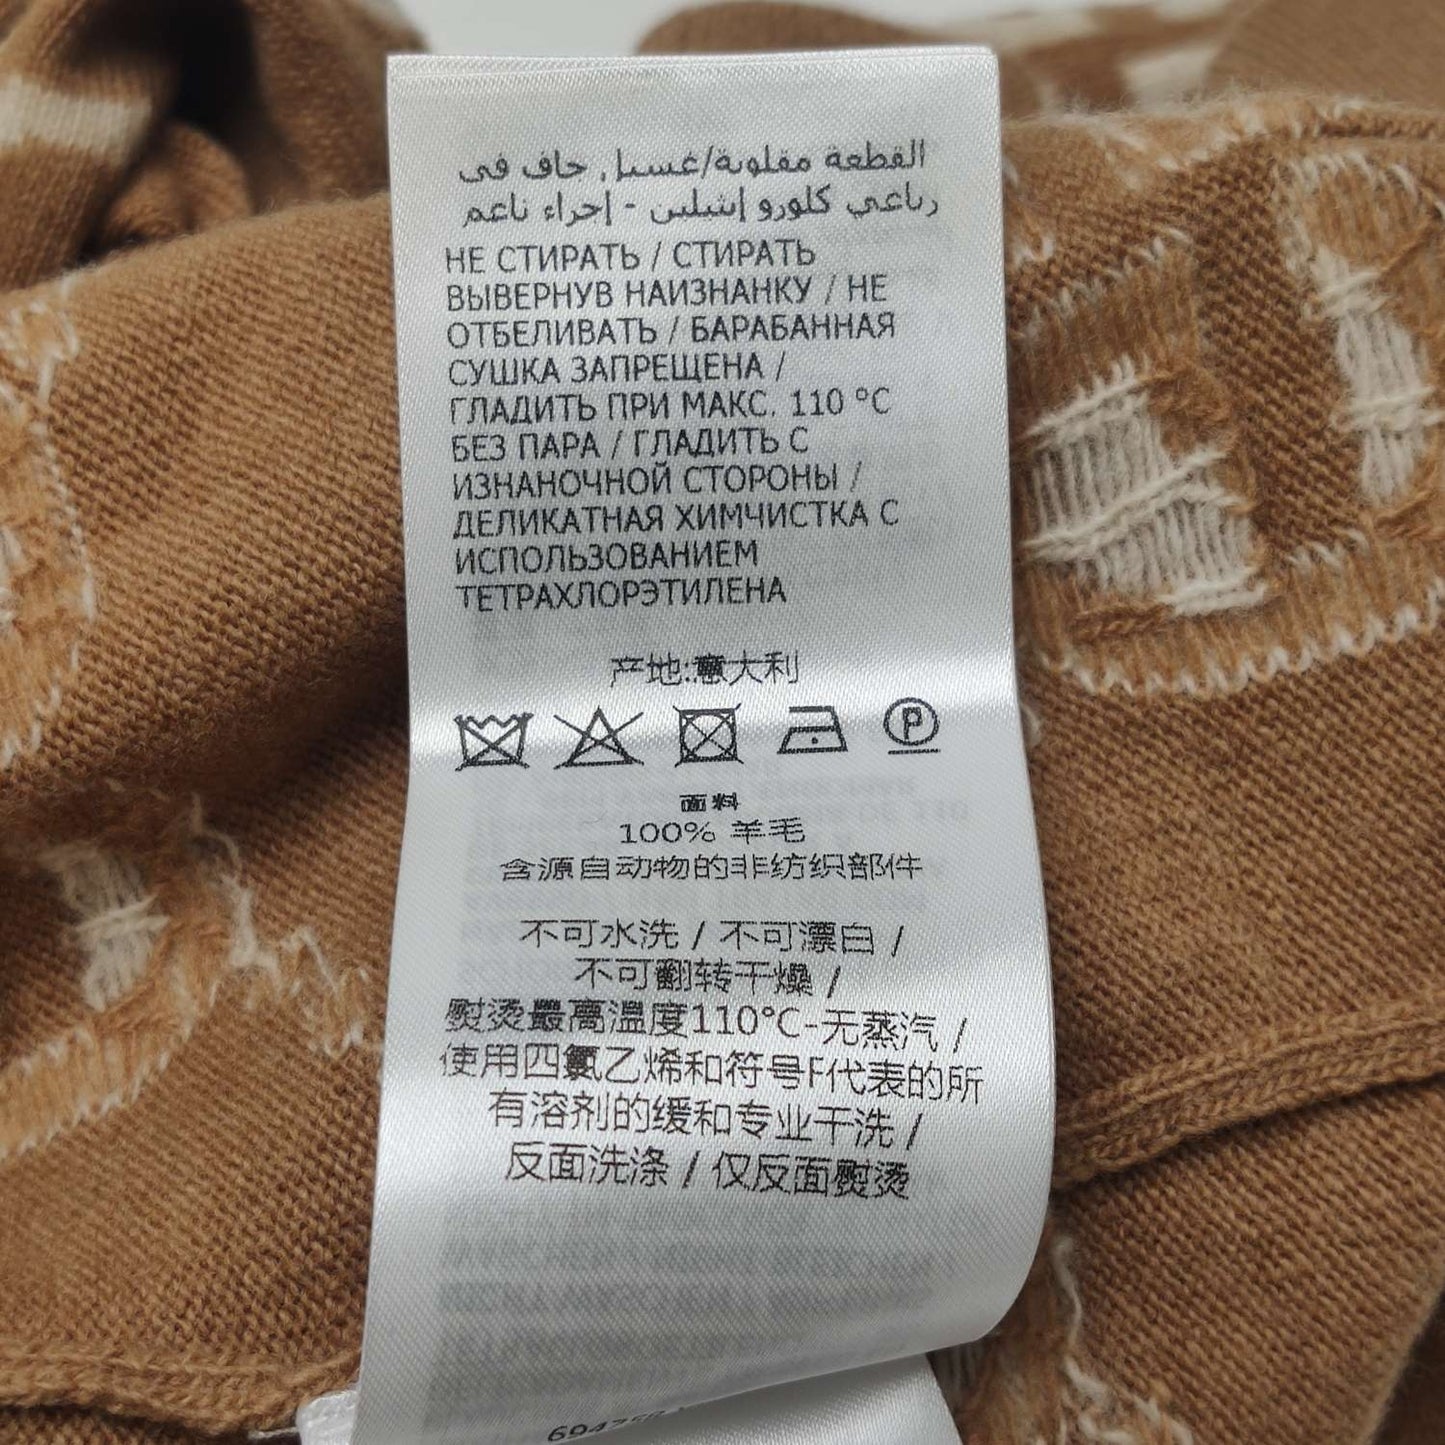 القطعة مقلوبة/غسيل جاف في
رباعي كلورو إيثيلين - إجراء ناعم
НЕ СТИРАТЬ / СТИРАТЬ
ВЫВЕРНУВ НАИЗНАНКУ / НЕ
ОТБЕЛИВАТЬ / БАРАБАННАЯ
СУШКА ЗАПРЕЩЕНА /
ГЛАДИТЬ ПРИ МАКС. 110 °C
БЕЗ ПАРА / ГЛАДИТЬ С
ИЗНАНОЧНОЙ СТОРОНЫ /
ДЕЛИКАТНАЯ ХИМЧИСТКА С
ИСПОЛЬЗОВАНИЕМ
ТЕТРАХЛОРЭТИЛЕНА
产地:意大利
P
面料
100% 羊毛
含源自动物的非纺织部件
不可水洗 / 不可漂白 /
不可翻转干燥 /
熨烫最高温度110°C-无蒸汽 /
使用四氯乙烯和符号F代表的所
有溶剂的缓和专业干洗 /
反面洗涤 / 仅反面熨烫